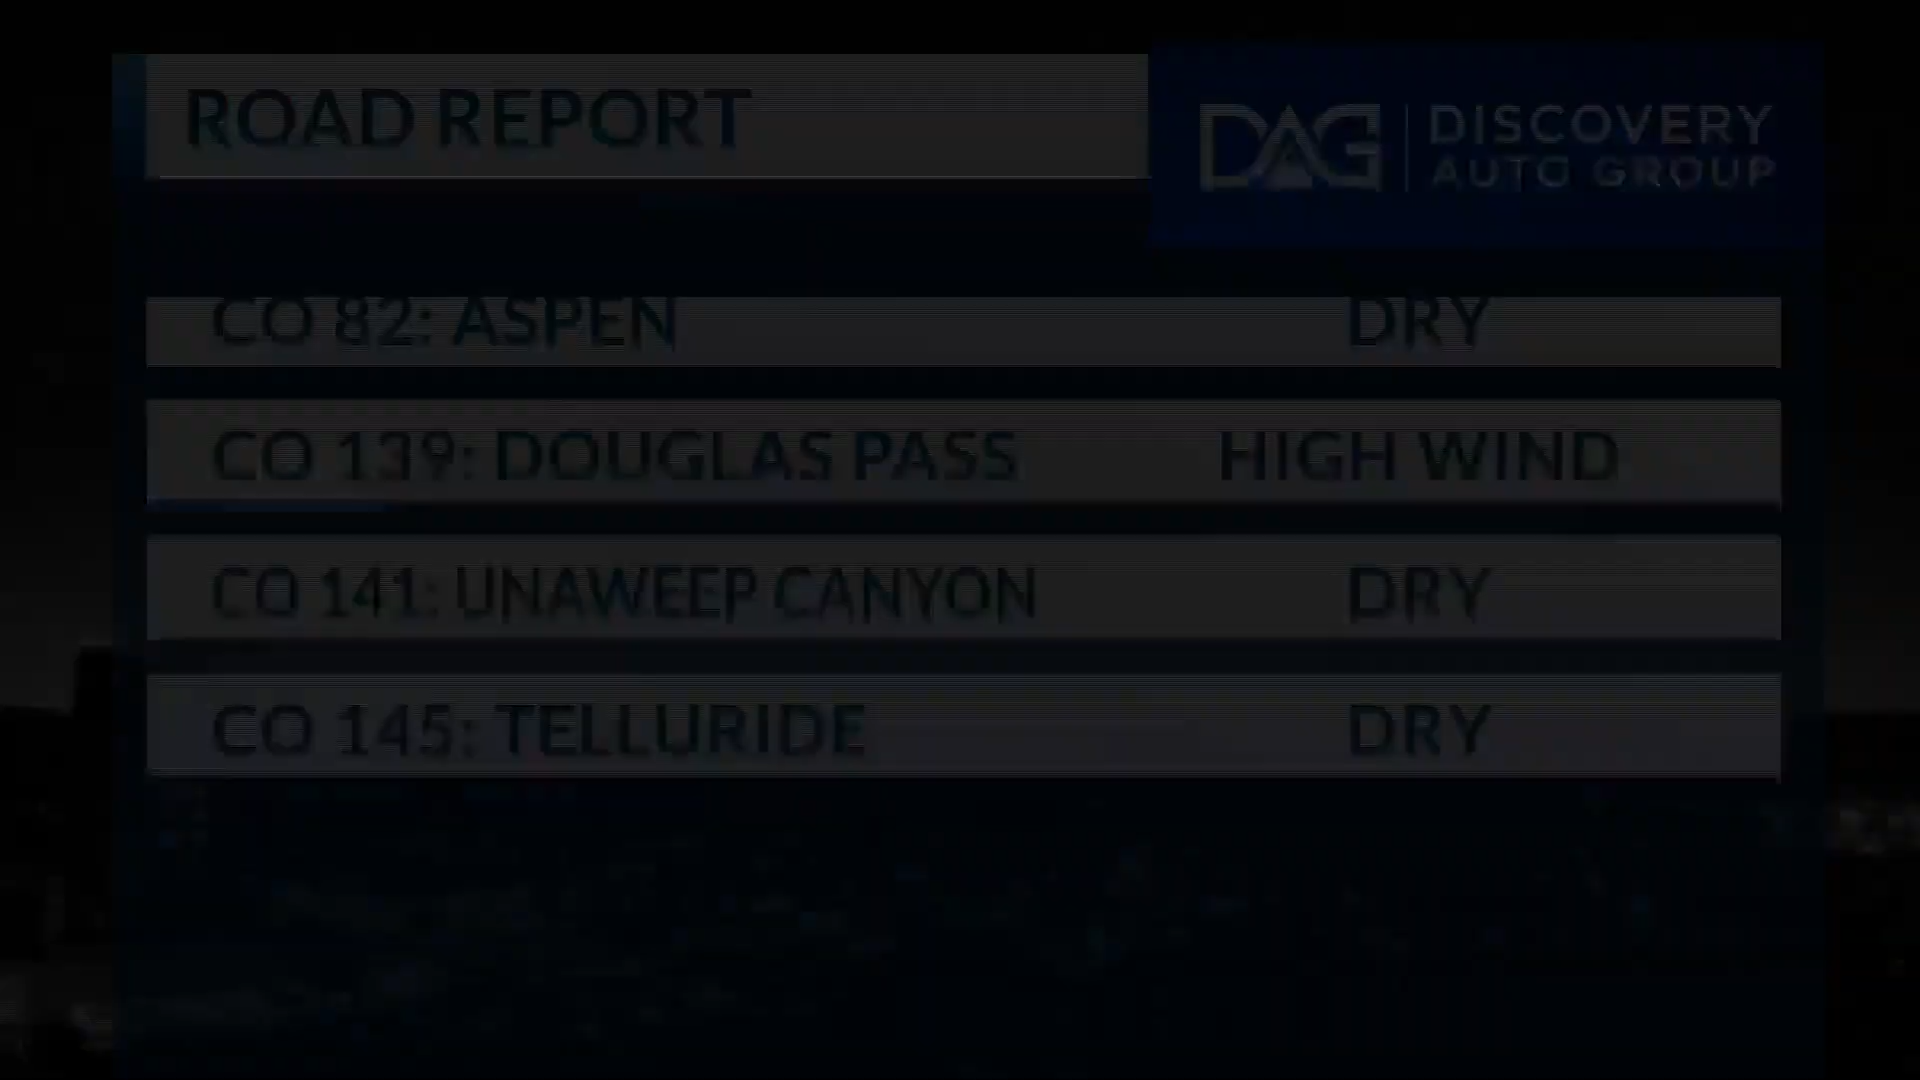 ROAD REPORT
DAG
DISCOVERY
AUTO GROUP
CO 82: ASPEN DRY
CO 139: DOUGLAS PASS HIGH WIND
CO 141: UNAWEEP CANYON DRY
CO 145: TELLURIDE DRY